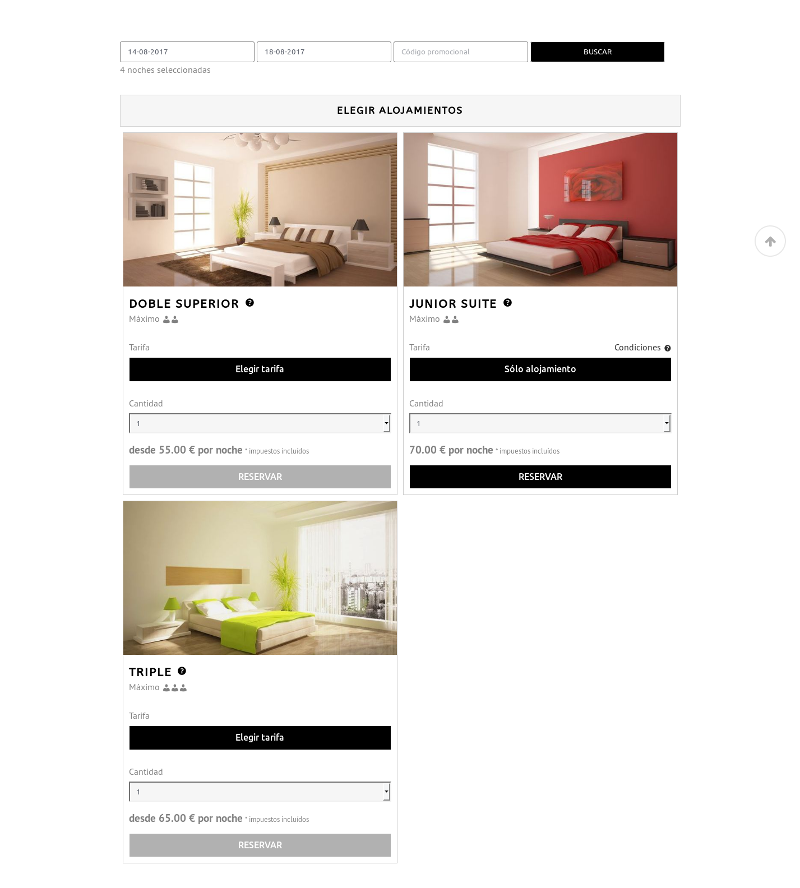 14-08-2017 18-08-2017 Código promocional BUSCAR
4 noches seleccionadas
ELEGIR ALOJAMIENTOS
DOBLE SUPERIOR
Máximo
Tarifa
Elegir tarifa
Cantidad
1
desde 55.00 € por noche * impuestos incluidos
RESERVAR
JUNIOR SUITE
Máximo
Tarifa Condiciones
Sólo alojamiento
Cantidad
1
70.00 € por noche * impuestos incluidos
RESERVAR
TRIPLE
Máximo
Tarifa
Elegir tarifa
Cantidad
1
desde 65.00 € por noche * impuestos incluidos
RESERVAR